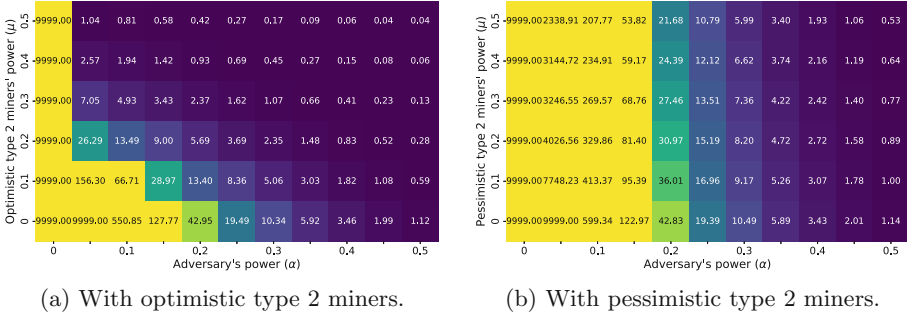 0.5 9999.00 1.04 0.81 0.58 0.42 0.27 0.17 0.11 0.06 0.04 0.04
0.4 9999.00 2.57 1.94 1.42 0.93 0.69 0.45 0.27 0.15 0.08 0.06
0.3 9999.00 7.05 4.93 3.43 2.37 1.62 1.07 0.66 0.41 0.23 0.13
0.2 9999.00 26.29 13.49 9.00 5.69 3.69 2.35 1.48 0.83 0.52 0.28
0.1 9999.00 156.30 66.71 28.97 13.40 8.36 5.06 3.03 1.82 1.08 0.59
0 9999.00 9999.00 550.85 127.77 42.95 19.49 10.34 5.92 3.46 1.99 1.12
0 0.1 0.2 0.3 0.4 0.5
Optimistic type 2 miners' power (μ)
Adversary's power (α)
(a) With optimistic type 2 miners.
0.5 9999.00 2338.91 207.77 53.82 21.68 10.79 5.99 3.40 1.93 1.06 0.53
0.4 9999.00 3144.72 234.91 59.17 24.39 12.12 6.62 3.74 2.16 1.19 0.64
0.3 9999.00 3246.55 269.57 68.76 27.46 13.51 7.36 4.22 2.42 1.40 0.77
0.2 9999.00 4026.56 329.86 81.40 30.97 15.19 8.20 4.72 2.72 1.58 0.89
0.1 9999.00 7748.23 413.37 95.39 36.01 16.96 9.17 5.26 3.07 1.78 1.00
0 9999.00 9999.00 599.34 122.97 42.83 19.39 10.49 5.89 3.43 2.01 1.14
0 0.1 0.2 0.3 0.4 0.5
Pessimistic type 2 miners' power (μ)
Adversary's power (α)
(b) With pessimistic type 2 miners.